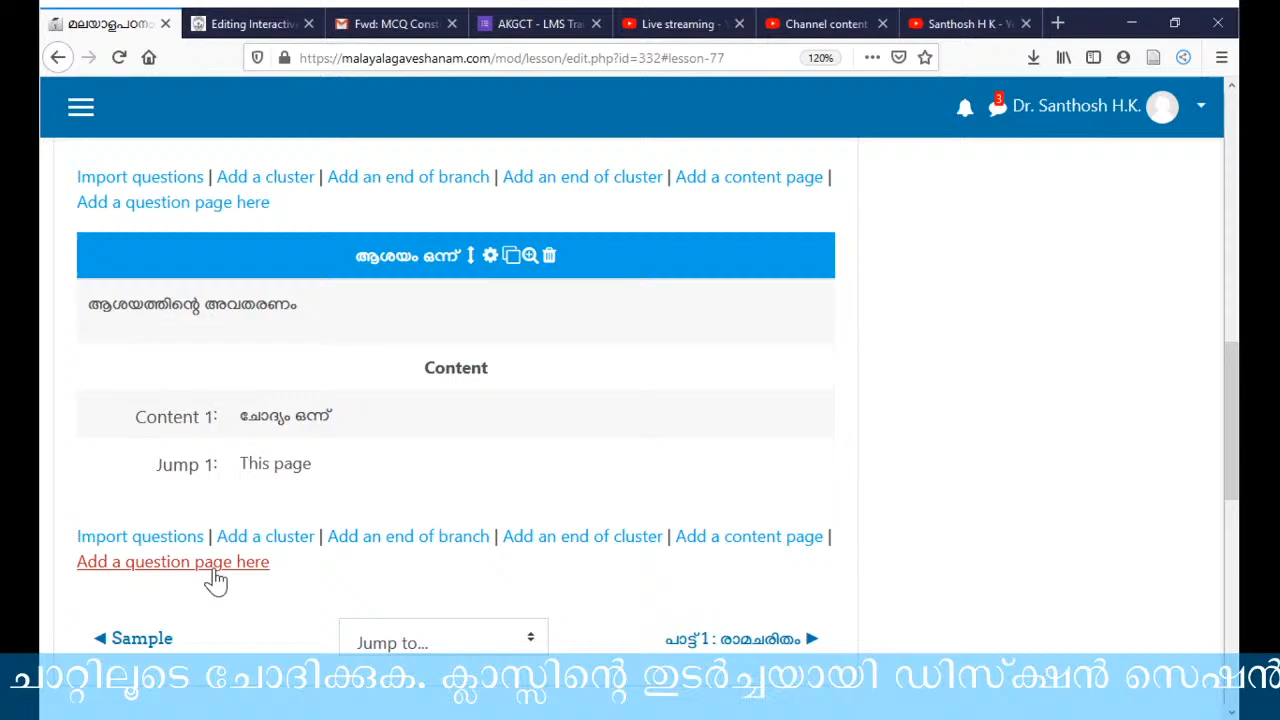 മലയാളപഠന
Editing Interactive
Fwd: MCQ Const
AKGCT - LMS Tra
Live streaming -
Channel content
Santhosh H K - Yo
https://malayalagaveshanam.com/mod/lesson/edit.php?id=332#lesson-77
120%
3
Dr. Santhosh H.K.
Import questions | Add a cluster | Add an end of branch | Add an end of cluster | Add a content page |
Add a question page here
ആശയം ഒന്ന്
ആശയത്തിന്റെ അവതരണം
Content
Content 1: ചോദ്യം ഒന്ന്
Jump 1: This page
Import questions | Add a cluster | Add an end of branch | Add an end of cluster | Add a content page |
Add a question page here
◄ Sample
Jump to...
പാട്ട് 1 : രാമചരിതം ►
ചാറ്റിലൂടെ ചോദിക്കുക. ക്ലാസ്സിന്റെ തുടർച്ചയായി ഡിസ്ക്ഷൻ സെഷൻ